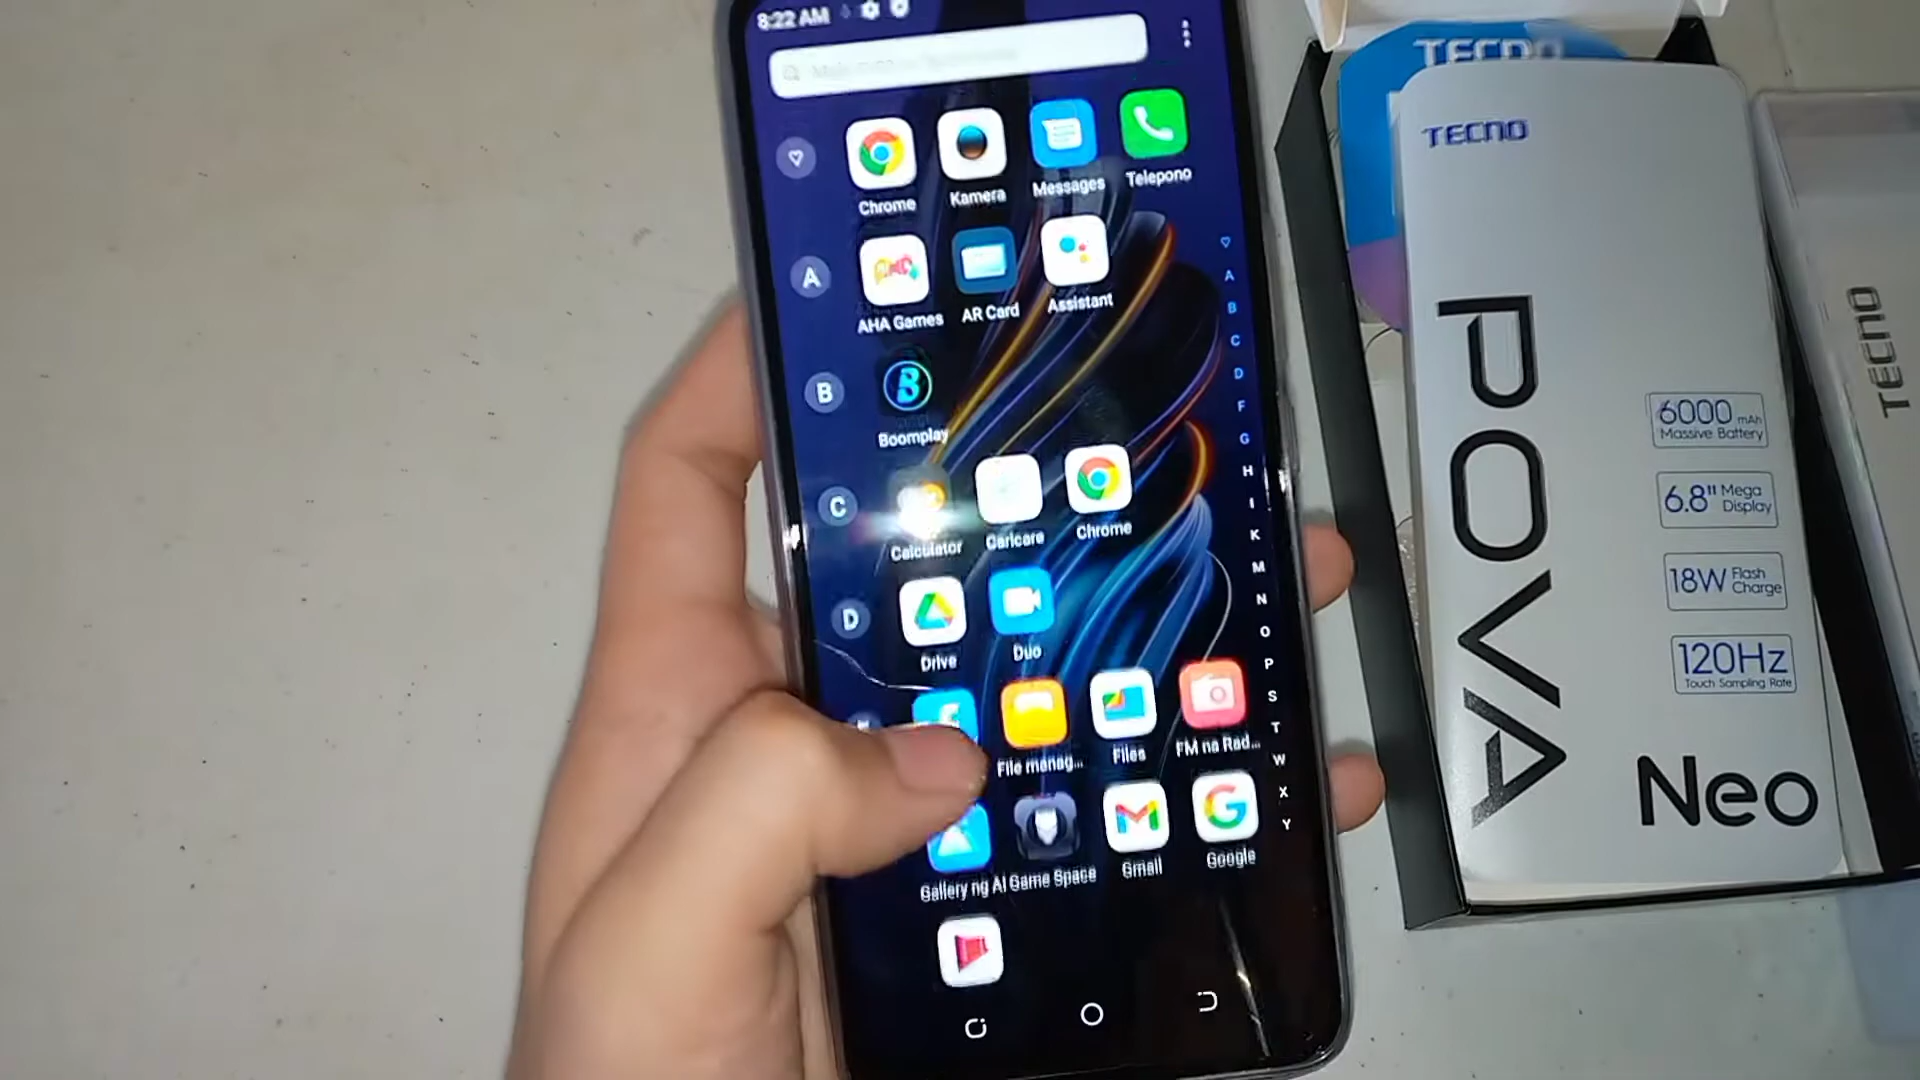 8:22 AM
Chrome
Kamera
Messages
Telepono
A
AHA Games
AR Card
Assistant
B
Boomplay
C
Calculator
Carlcare
Chrome
D
Drive
Duo
File manag...
Files
FM na Rad...
Gallery ng AI
Game Space
Gmail
Google
A
B
C
D
F
G
H
I
K
M
N
O
P
S
T
W
X
Y
TECNO
TECNO
POVA
Neo
6000 mAh
Massive Battery
6.8" Mega
Display
18W Flash
Charge
120Hz
Touch Sampling Rate
TECNO